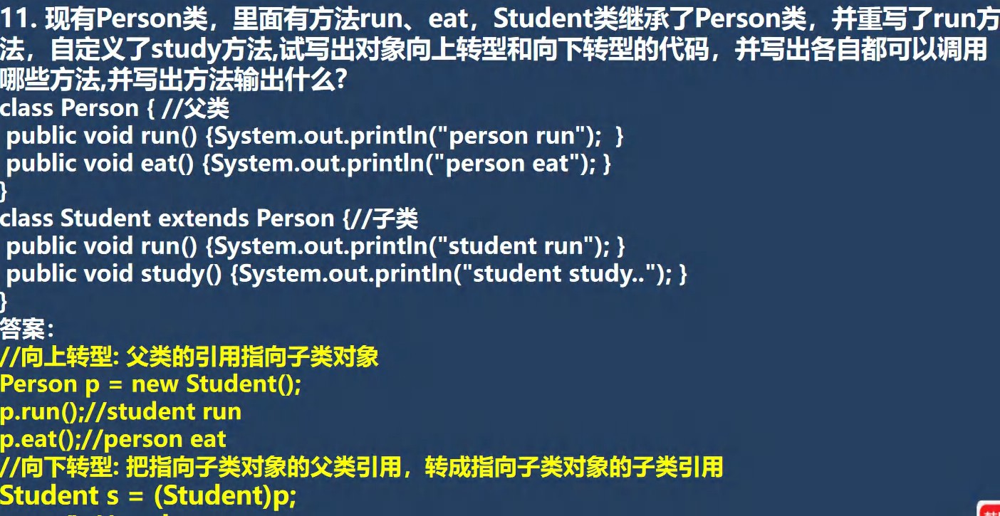 11. 现有Person类，里面有方法run、eat，Student类继承了Person类，并重写了run方
法，自定义了study方法,试写出对象向上转型和向下转型的代码，并写出各自都可以调用
哪些方法,并写出方法输出什么?
class Person { //父类
public void run() {System.out.println("person run"); }
public void eat() {System.out.println("person eat"); }
}
class Student extends Person {//子类
public void run() {System.out.println("student run"); }
public void study() {System.out.println("student study.."); }
}
答案：
//向上转型: 父类的引用指向子类对象
Person p = new Student();
p.run();//student run
p.eat();//person eat
//向下转型: 把指向子类对象的父类引用，转成指向子类对象的子类引用
Student s = (Student)p;